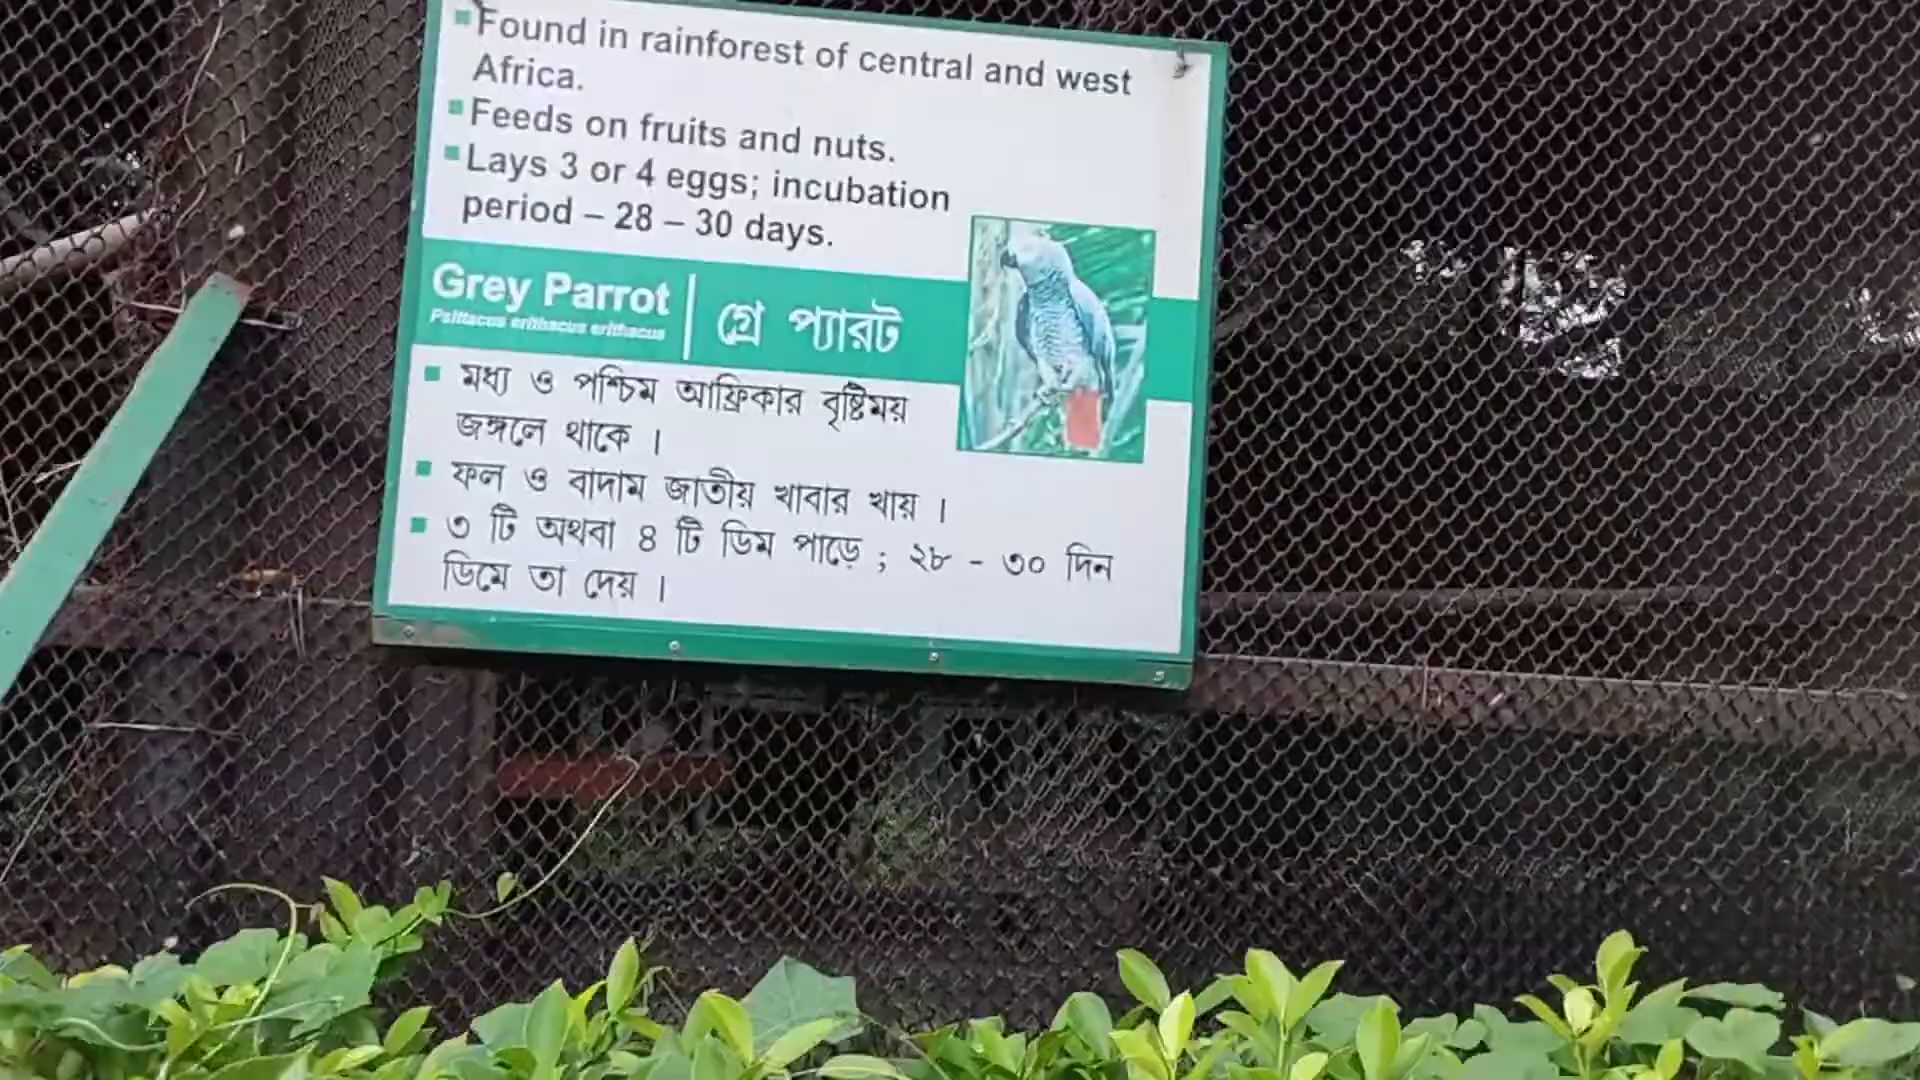 Found in rainforest of central and west
Africa.
Feeds on fruits and nuts.
Lays 3 or 4 eggs; incubation
period – 28 – 30 days.
Grey Parrot
Psittacus erithacus erithacus
গ্রে প্যারট
মধ্য ও পশ্চিম আফ্রিকার বৃষ্টিময়
জঙ্গলে থাকে ।
ফল ও বাদাম জাতীয় খাবার খায় ।
৩ টি অথবা ৪ টি ডিম পাড়ে ; ২৮ - ৩০ দিন
ডিমে তা দেয় ।